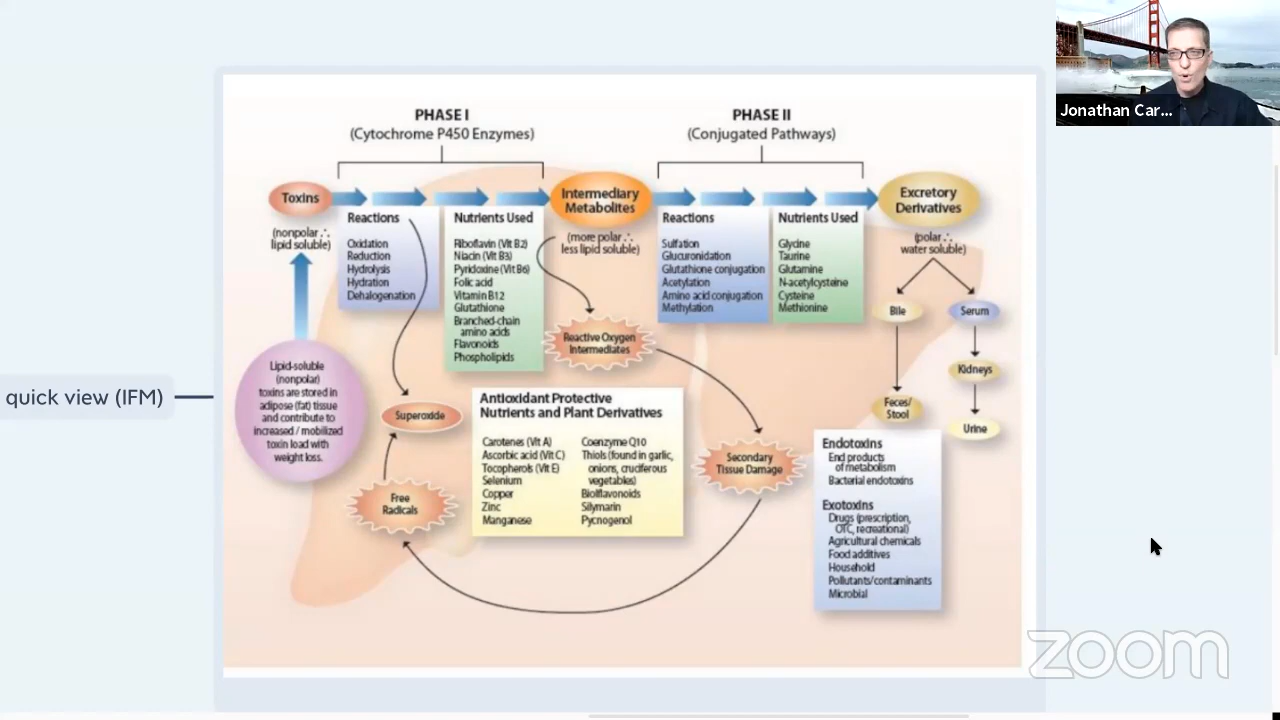 Jonathan Car...
quick view (IFM)
PHASE I
(Cytochrome P450 Enzymes)
PHASE II
(Conjugated Pathways)
Toxins
(nonpolar ∴
lipid soluble)
Reactions
Oxidation
Reduction
Hydrolysis
Hydration
Dehalogenation
Nutrients Used
Riboflavin (Vit B2)
Niacin (Vit B3)
Pyridoxine (Vit B6)
Folic acid
Vitamin B12
Glutathione
Branched-chain
amino acids
Flavonoids
Phospholipids
Intermediary
Metabolites
(more polar ∴
less lipid soluble)
Reactions
Sulfation
Glucuronidation
Glutathione conjugation
Acetylation
Amino acid conjugation
Methylation
Nutrients Used
Glycine
Taurine
Glutamine
N-acetylcysteine
Cysteine
Methionine
Excretory
Derivatives
(polar ∴
water soluble)
Bile
Serum
Kidneys
Feces/
Stool
Urine
Reactive Oxygen
Intermediates
Lipid-soluble
(nonpolar)
toxins are stored in
adipose (fat) tissue
and contribute to
increased / mobilized
toxin load with
weight loss.
Superoxide
Free
Radicals
Antioxidant Protective
Nutrients and Plant Derivatives
Carotenes (Vit A)
Ascorbic acid (Vit C)
Tocopherols (Vit E)
Selenium
Copper
Zinc
Manganese
Coenzyme Q10
Thiols (found in garlic,
onions, cruciferous
vegetables)
Bioflavonoids
Silymarin
Pycnogenol
Secondary
Tissue Damage
Endotoxins
End products
of metabolism
Bacterial endotoxins
Exotoxins
Drugs (prescription,
OTC, recreational)
Agricultural chemicals
Food additives
Household
Pollutants/contaminants
Microbial
zoom